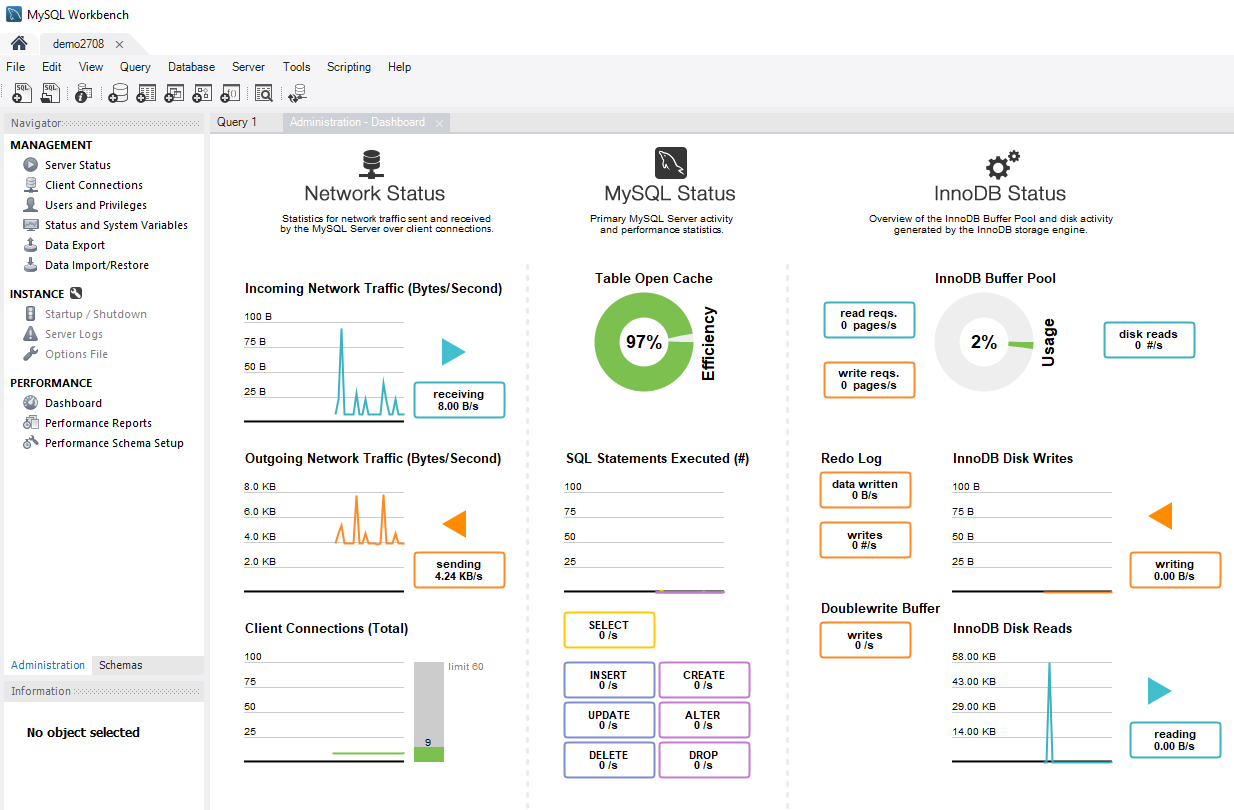 MySQL Workbench
demo2708
File Edit View Query Database Server Tools Scripting Help
Navigator
MANAGEMENT
Server Status
Client Connections
Users and Privileges
Status and System Variables
Data Export
Data Import/Restore
INSTANCE
Startup / Shutdown
Server Logs
Options File
PERFORMANCE
Dashboard
Performance Reports
Performance Schema Setup
Administration Schemas
Information
No object selected
Query 1 Administration - Dashboard
Network Status
Statistics for network traffic sent and received
by the MySQL Server over client connections.
Incoming Network Traffic (Bytes/Second)
100 B
75 B
50 B
25 B
receiving
8.00 B/s
Outgoing Network Traffic (Bytes/Second)
8.0 KB
6.0 KB
4.0 KB
2.0 KB
sending
4.24 KB/s
Client Connections (Total)
100
75
50
25
limit 60
9
MySQL Status
Primary MySQL Server activity
and performance statistics.
Table Open Cache
97%
Efficiency
SQL Statements Executed (#)
100
75
50
25
SELECT
0 /s
INSERT
0 /s
CREATE
0 /s
UPDATE
0 /s
ALTER
0 /s
DELETE
0 /s
DROP
0 /s
InnoDB Status
Overview of the InnoDB Buffer Pool and disk activity
generated by the InnoDB storage engine.
InnoDB Buffer Pool
read reqs.
0 pages/s
write reqs.
0 pages/s
2%
Usage
disk reads
0 #/s
Redo Log
data written
0 B/s
writes
0 #/s
Doublewrite Buffer
writes
0 /s
InnoDB Disk Writes
100 B
75 B
50 B
25 B
writing
0.00 B/s
InnoDB Disk Reads
58.00 KB
43.00 KB
29.00 KB
14.00 KB
reading
0.00 B/s